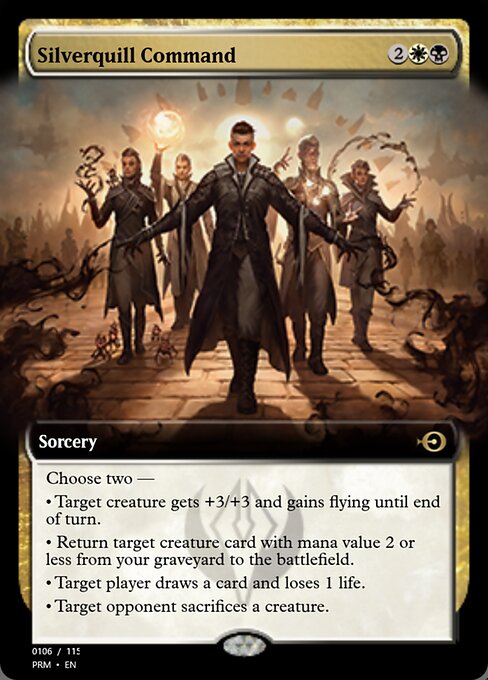 Silverquill Command 2
Sorcery
Choose two —
• Target creature gets +3/+3 and gains flying until end
of turn.
• Return target creature card with mana value 2 or
less from your graveyard to the battlefield.
• Target player draws a card and loses 1 life.
• Target opponent sacrifices a creature.
0106 / 115
PRM • EN